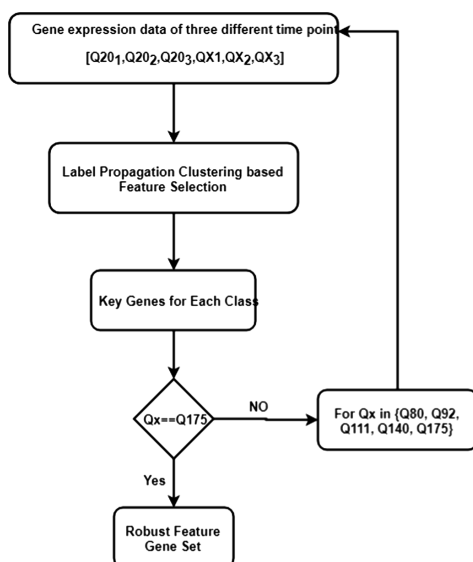 Gene expression data of three different time point
[Q20₁,Q20₂,Q20₃,QX1,QX₂,QX₃]
Label Propagation Clustering based
Feature Selection
Key Genes for Each Class
Qx==Q175
NO
For Qx in {Q80, Q92,
Q111, Q140, Q175}
Yes
Robust Feature
Gene Set